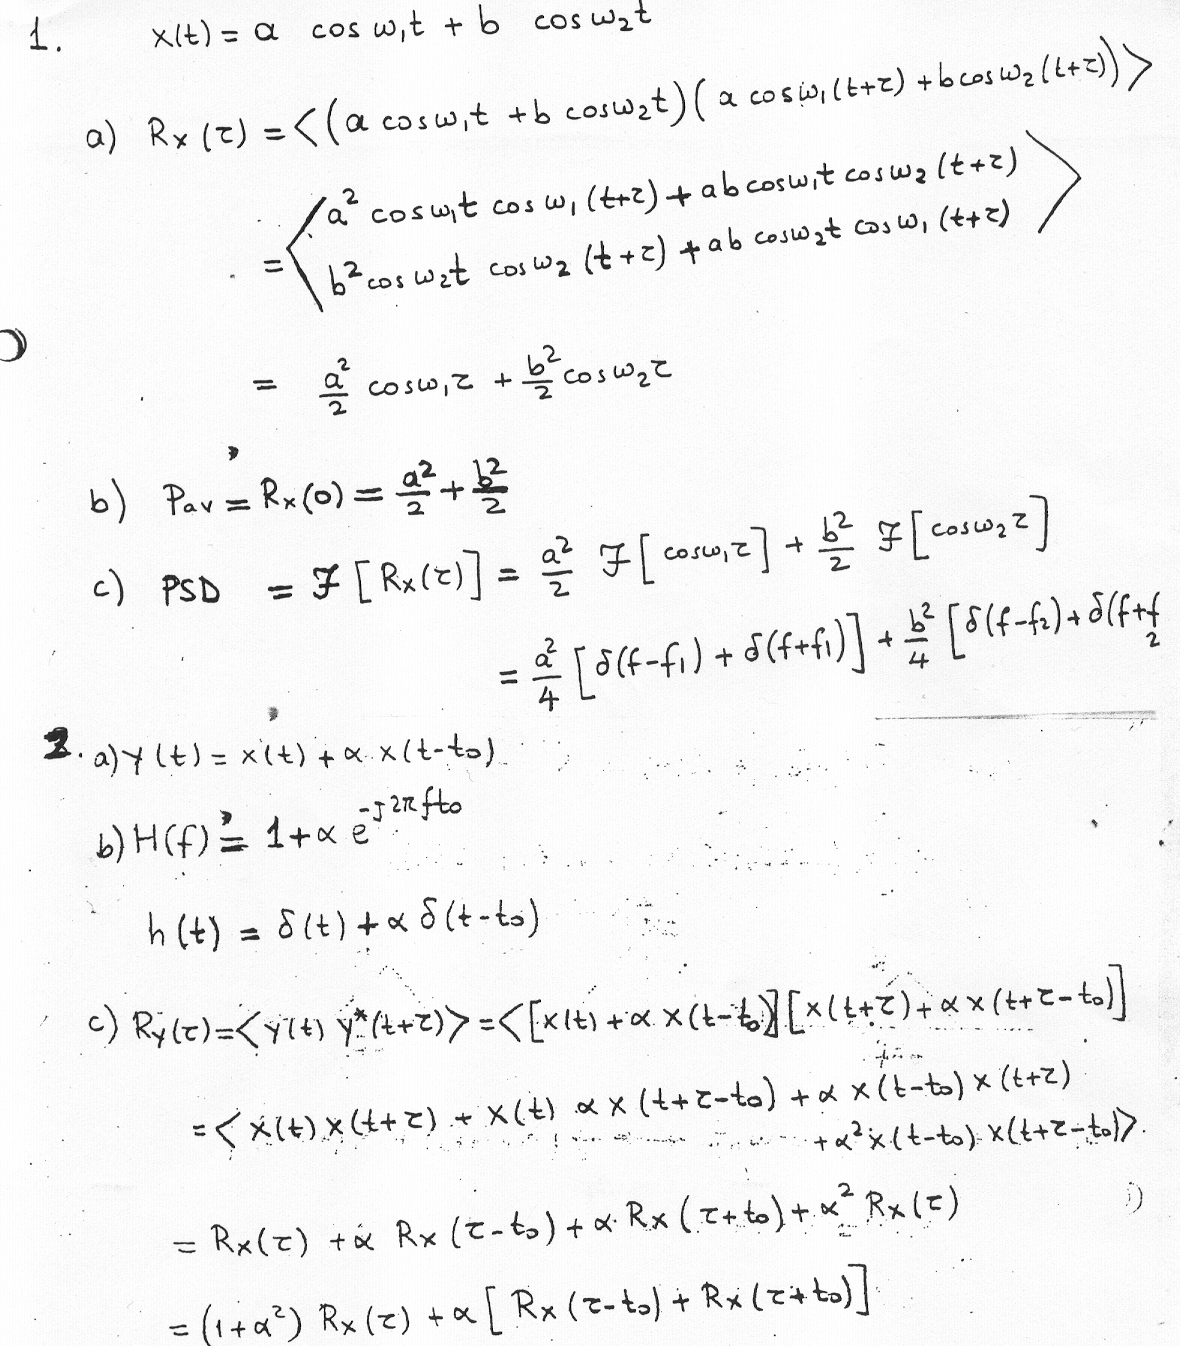 1. x(t) = a cos ω₁t + b cos ω₂t
a) Rx(τ) = <(a cos ω₁t + b cos ω₂t)(a cos ω₁(t+τ) + b cos ω₂(t+τ))>
= < a² cos ω₁t cos ω₁(t+τ) + ab cos ω₁t cos ω₂(t+τ)
b² cos ω₂t cos ω₂(t+τ) + ab cos ω₂t cos ω₁(t+τ) >
= a²/2 cos ω₁τ + b²/2 cos ω₂τ
b) Pav = Rx(0) = a²/2 + b²/2
c) PSD = ℱ[Rx(τ)] = a²/2 ℱ[cos ω₁τ] + b²/2 ℱ[cos ω₂τ]
= a²/4 [δ(f-f₁) + δ(f+f₁)] + b²/4 [δ(f-f₂) + δ(f+f₂
2. a) Y(t) = x(t) + α x(t-t₀)
b) H(f) = 1 + α e^(-j2πft₀)
h(t) = δ(t) + α δ(t-t₀)
c) Ry(τ) = <y(t) y*(t+τ)> = <[x(t) + α x(t-t₀)][x(t+τ) + α x(t+τ-t₀)]
= <x(t) x(t+τ) + x(t) α x(t+τ-t₀) + α x(t-t₀) x(t+τ)
+ α² x(t-t₀) x(t+τ-t₀)>.
= Rx(τ) + α Rx(τ-t₀) + α Rx(τ+t₀) + α² Rx(τ)
= (1+α²) Rx(τ) + α [Rx(τ-t₀) + Rx(τ+t₀)]